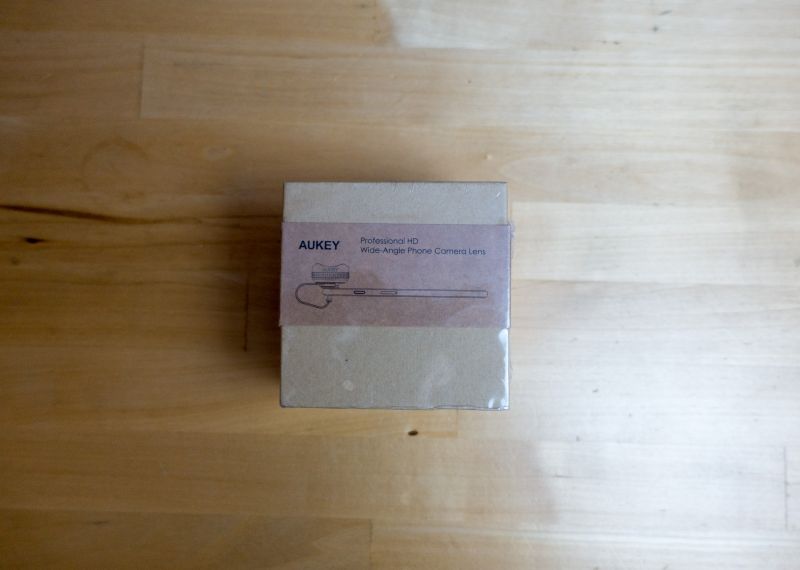 AUKEY
Professional HD
Wide-Angle Phone Camera Lens